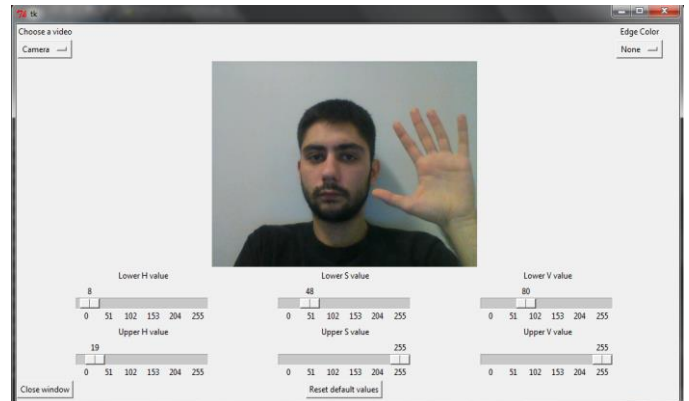 tk
Choose a video
Edge Color
Camera
None
Lower H value
Lower S value
Lower V value
8
48
80
0 51 102 153 204 255
0 51 102 153 204 255
0 51 102 153 204 255
Upper H value
Upper S value
Upper V value
19
255
255
0 51 102 153 204 255
0 51 102 153 204 255
0 51 102 153 204 255
Close window
Reset default values